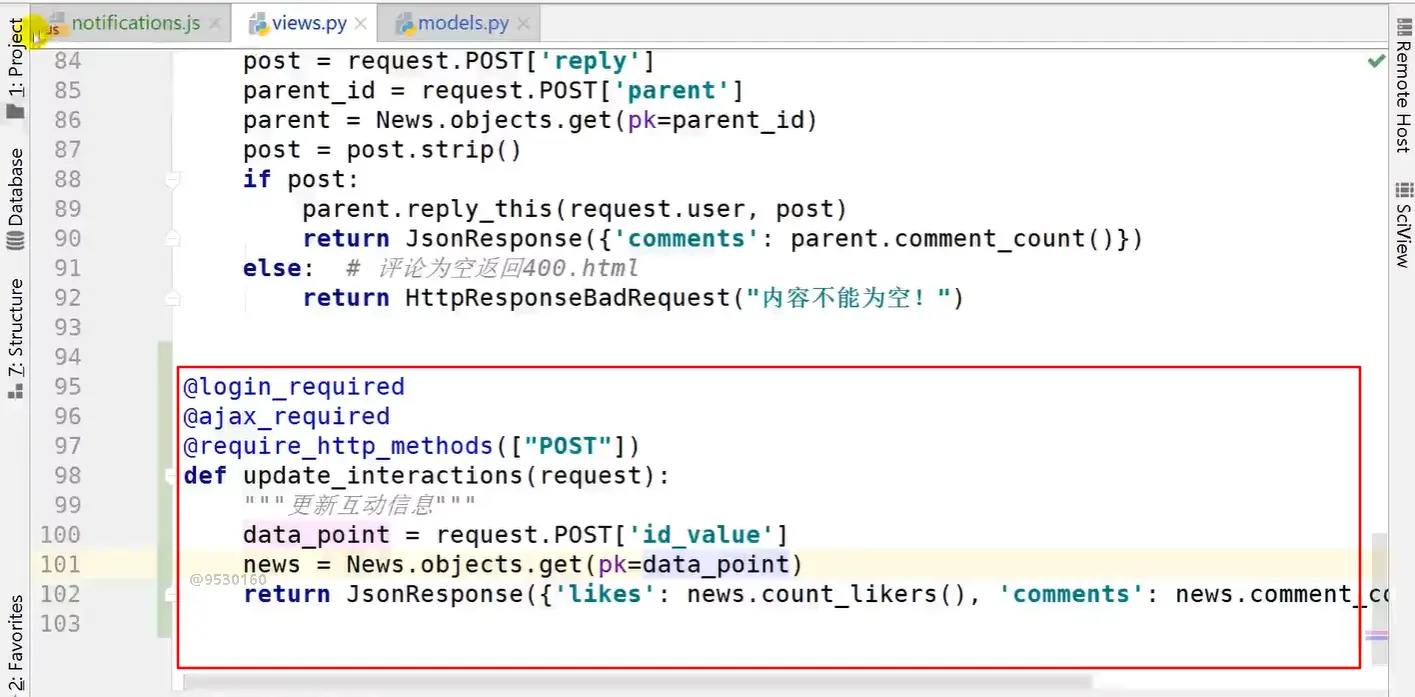 notifications.js
views.py
models.py
1: Project
Database
7: Structure
2: Favorites
84 post = request.POST['reply']
85 parent_id = request.POST['parent']
86 parent = News.objects.get(pk=parent_id)
87 post = post.strip()
88 if post:
89 parent.reply_this(request.user, post)
90 return JsonResponse({'comments': parent.comment_count()})
91 else:  # 评论为空返回400.html
92 return HttpResponseBadRequest("内容不能为空！")
93
94
95 @login_required
96 @ajax_required
97 @require_http_methods(["POST"])
98 def update_interactions(request):
99 """更新互动信息"""
100 data_point = request.POST['id_value']
101 news = News.objects.get(pk=data_point)
@9530160
102 return JsonResponse({'likes': news.count_likers(), 'comments': news.comment_co
103
Remote Host
SciView